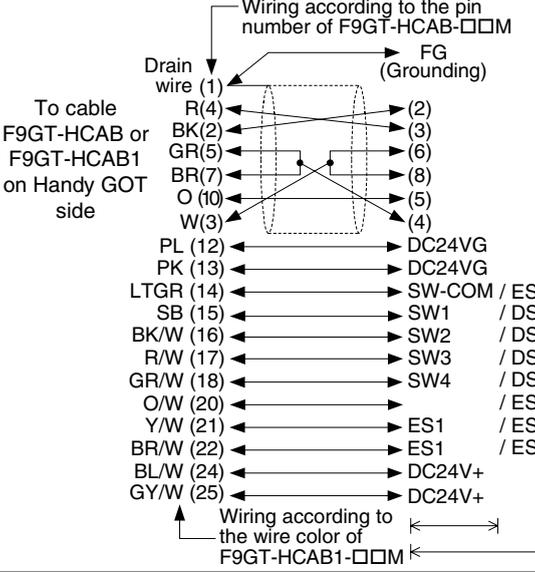 Wiring according to the pin
number of F9GT-HCAB-□□M
FG
(Grounding)
Drain
wire (1)
To cable
F9GT-HCAB or
F9GT-HCAB1
on Handy GOT
side
R(4) (2)
BK(2) (3)
GR(5) (6)
BR(7) (8)
O (10) (5)
W(3) (4)
PL (12) DC24VG
PK (13) DC24VG
LTGR (14) SW-COM / ES
SB (15) SW1 / DS
BK/W (16) SW2 / DS
R/W (17) SW3 / DS
GR/W (18) SW4 / DS
O/W (20) / ES
Y/W (21) ES1 / ES
BR/W (22) ES1 / ES
BL/W (24) DC24V+
GY/W (25) DC24V+
Wiring according to
the wire color of
F9GT-HCAB1-□□M